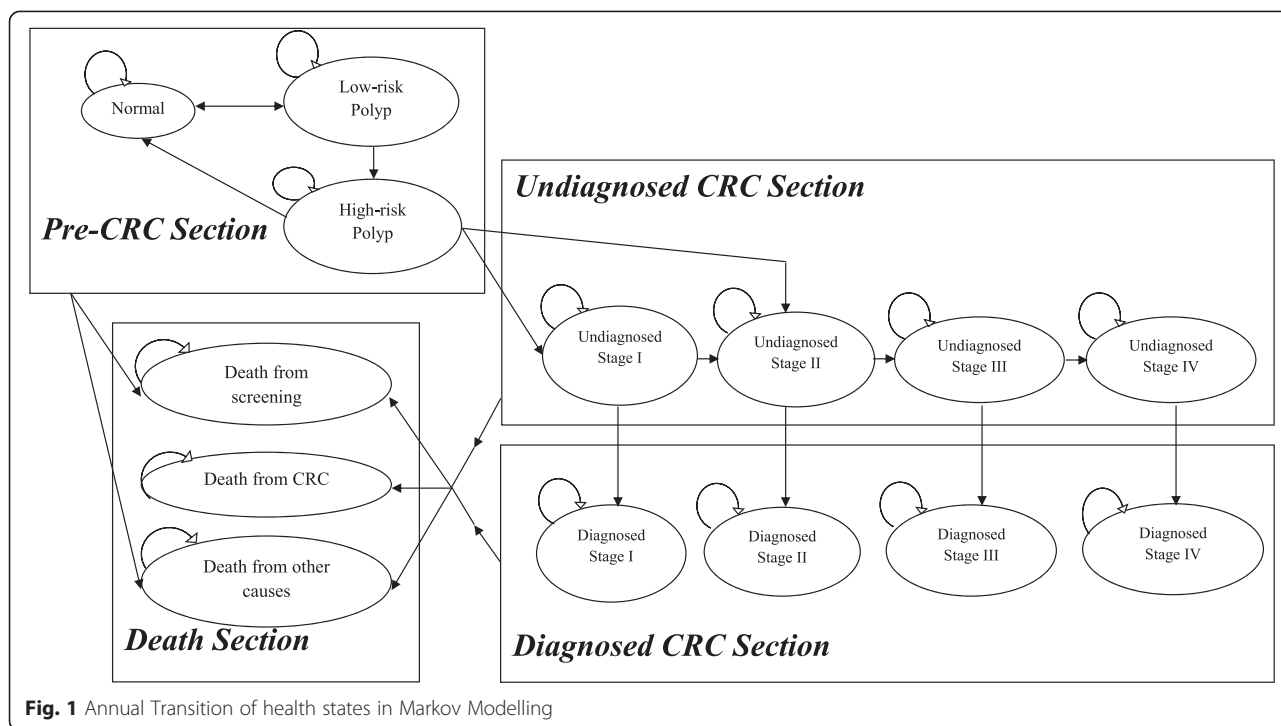 Normal
Low-risk
Polyp
High-risk
Polyp
Pre-CRC Section
Undiagnosed CRC Section
Undiagnosed
Stage I
Undiagnosed
Stage II
Undiagnosed
Stage III
Undiagnosed
Stage IV
Death from
screening
Death from CRC
Death from other
causes
Death Section
Diagnosed
Stage I
Diagnosed
Stage II
Diagnosed
Stage III
Diagnosed
Stage IV
Diagnosed CRC Section
Fig. 1 Annual Transition of health states in Markov Modelling